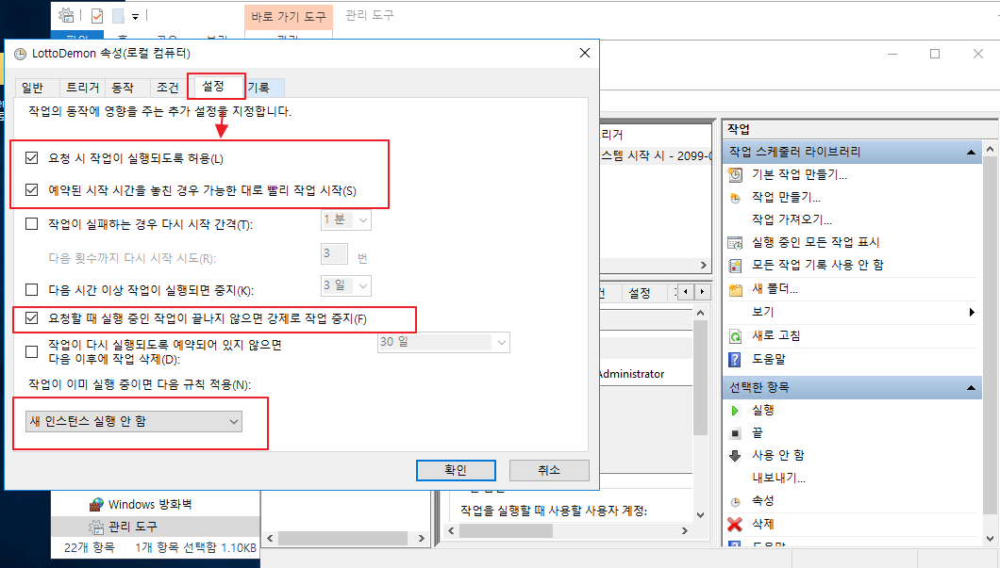 바로 가기 도구
관리 도구
LottoDemon 속성(로컬 컴퓨터)
일반
트리거
동작
조건
설정
기록
작업의 동작에 영향을 주는 추가 설정을 지정합니다.
요청 시 작업이 실행되도록 허용(L)
예약된 시작 시간을 놓친 경우 가능한 대로 빨리 작업 시작(S)
작업이 실패하는 경우 다시 시작 간격(T):
1 분
다음 횟수까지 다시 시작 시도(R):
3
번
다음 시간 이상 작업이 실행되면 중지(K):
3 일
요청할 때 실행 중인 작업이 끝나지 않으면 강제로 작업 중지(F)
작업이 다시 실행되도록 예약되어 있지 않으면
다음 이후에 작업 삭제(D):
30 일
작업이 이미 실행 중이면 다음 규칙 적용(N):
새 인스턴스 실행 안 함
확인
취소
리거
스템 시작 시 - 2099-0
건
설정
Administrator
작업을 실행할 때 사용할 사용자 계정:
작업
작업 스케줄러 라이브러리
기본 작업 만들기...
작업 만들기...
작업 가져오기...
실행 중인 모든 작업 표시
모든 작업 기록 사용 안 함
새 폴더...
보기
새로 고침
도움말
선택한 항목
실행
끝
사용 안 함
내보내기...
속성
삭제
도움말
Windows 방화벽
관리 도구
22개 항목
1개 항목 선택함 1.10KB